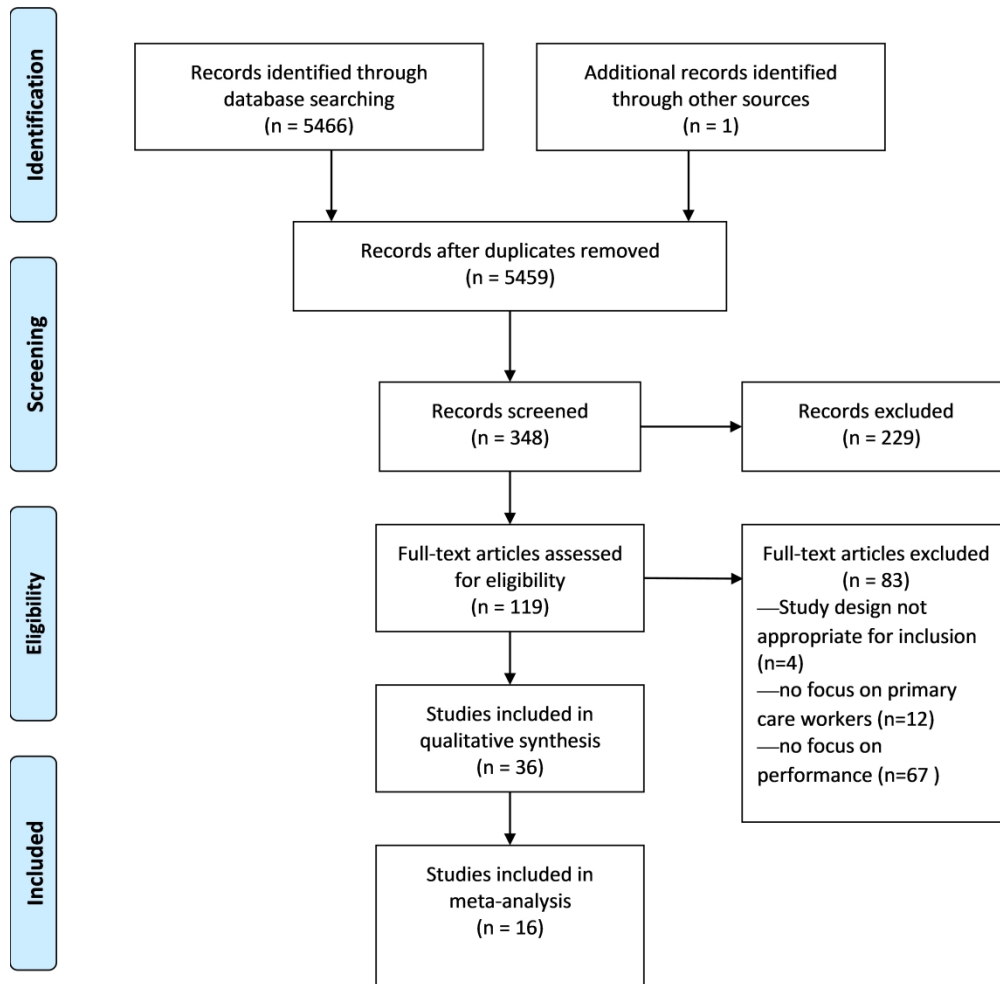 Identification
Records identified through
database searching
(n = 5466)
Additional records identified
through other sources
(n = 1)
Records after duplicates removed
(n = 5459)
Screening
Records screened
(n = 348)
Records excluded
(n = 229)
Eligibility
Full-text articles assessed
for eligibility
(n = 119)
Full-text articles excluded
(n = 83)
—Study design not
appropriate for inclusion
(n=4)
—no focus on primary
care workers (n=12)
—no focus on
performance (n=67 )
Studies included in
qualitative synthesis
(n = 36)
Included
Studies included in
meta-analysis
(n = 16)